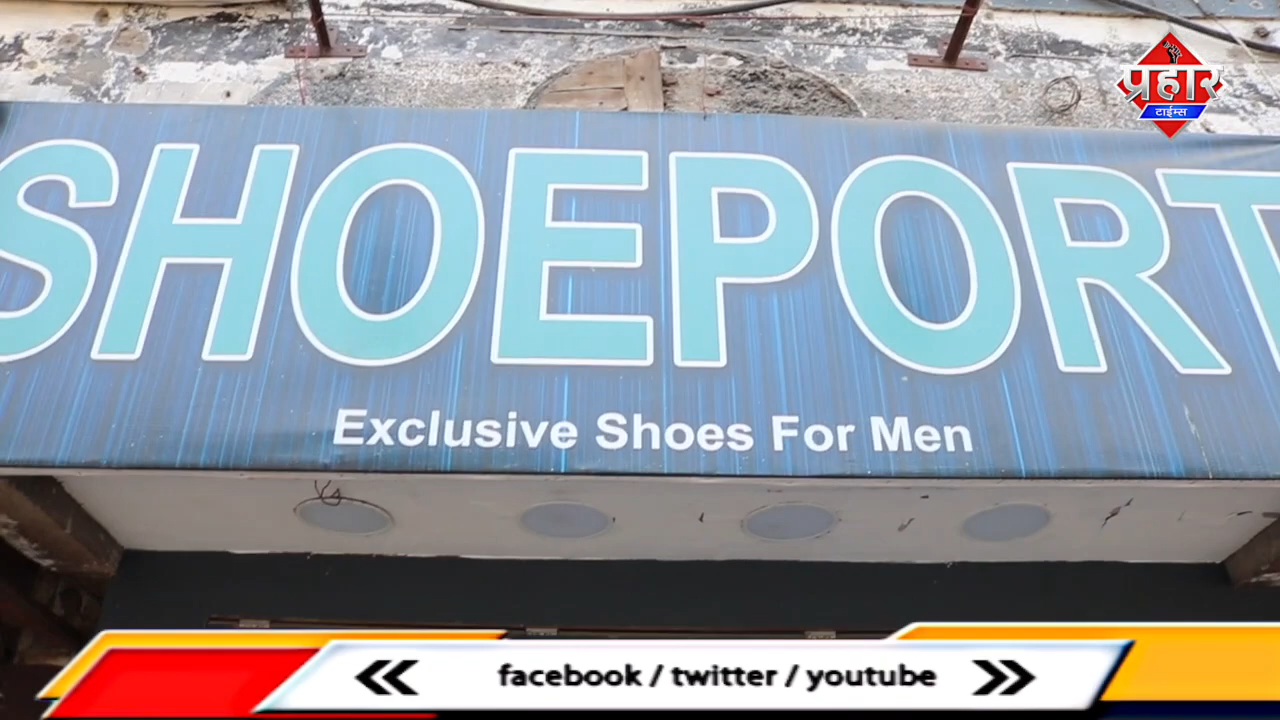 प्रहार
टाईम्स
SHOEPORT
Exclusive Shoes For Men
facebook / twitter / youtube